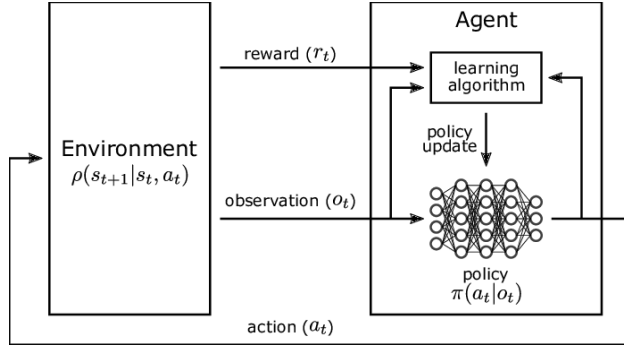 Agent
reward (r_t)
learning
algorithm
Environment
ρ(s_{t+1}|s_t, a_t)
policy
update
observation (o_t)
policy
π(a_t|o_t)
action (a_t)